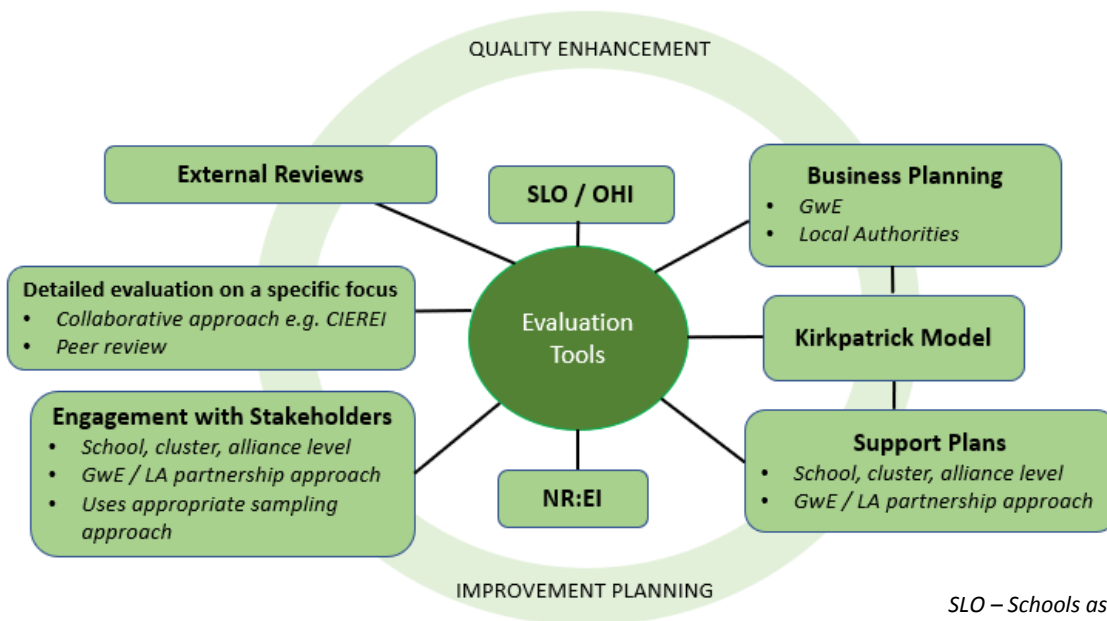 QUALITY ENHANCEMENT
External Reviews
SLO / OHI
Business Planning
• GwE
• Local Authorities
Detailed evaluation on a specific focus
• Collaborative approach e.g. CIEREI
• Peer review
Evaluation
Tools
Kirkpatrick Model
Engagement with Stakeholders
• School, cluster, alliance level
• GwE / LA partnership approach
• Uses appropriate sampling
approach
NR:EI
Support Plans
• School, cluster, alliance level
• GwE / LA partnership approach
IMPROVEMENT PLANNING
SLO – Schools as